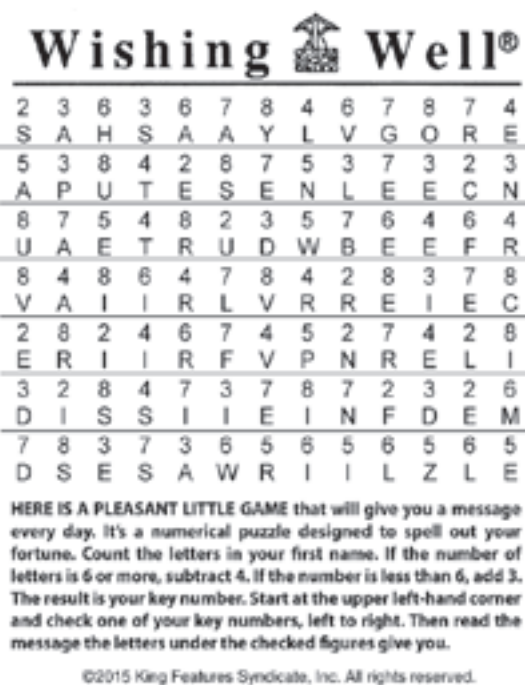 Wishing Well®
2 3 6 3 6 7 8 4 6 7 8 7 4
S A H S A A Y L V G O R E
5 3 8 4 2 8 7 5 3 7 3 2 3
A P U T E S E N L E E C N
8 7 5 4 8 2 3 5 7 6 4 6 4
U A E T R U D W B E E F R
8 4 8 6 4 7 8 4 2 8 3 7 8
V A I I R L V R R E I E C
2 8 2 4 6 7 4 5 2 7 4 2 8
E R I I R F V P N R E L I
3 2 8 4 7 3 7 8 7 2 3 2 6
D I S S I I E I N F D E M
7 8 3 7 3 6 5 6 5 6 5 6 5
D S E S A W R I I L Z L E
HERE IS A PLEASANT LITTLE GAME that will give you a message
every day. It's a numerical puzzle designed to spell out your
fortune. Count the letters in your first name. If the number of
letters is 6 or more, subtract 4. If the number is less than 6, add 3.
The result is your key number. Start at the upper left-hand corner
and check one of your key numbers, left to right. Then read the
message the letters under the checked figures give you.
©2015 King Features Syndicate, Inc. All rights reserved.